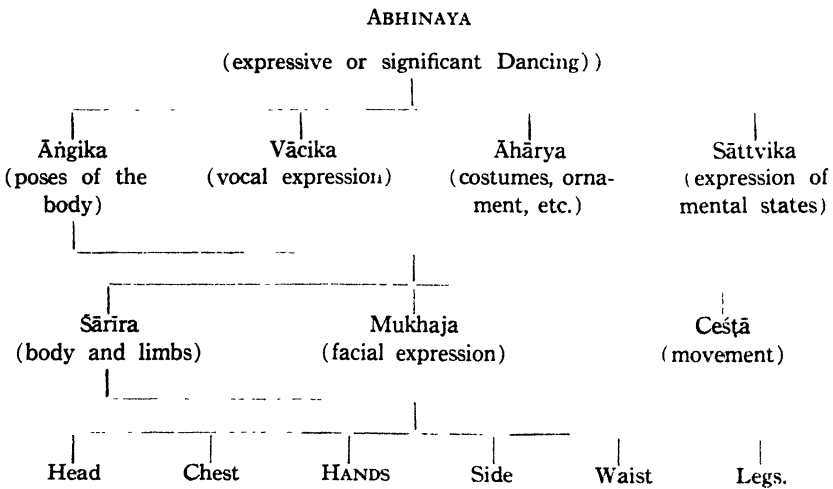 ABHINAYA
(expressive or significant Dancing))
Āṅgika Vācika Āhārya Sāttvika
(poses of the (vocal expression) (costumes, orna- (expression of
body) ment, etc.) mental states)
Śārīra Mukhaja Ceśṭā
(body and limbs) (facial expression) (movement)
Head Chest HANDS Side Waist Legs.